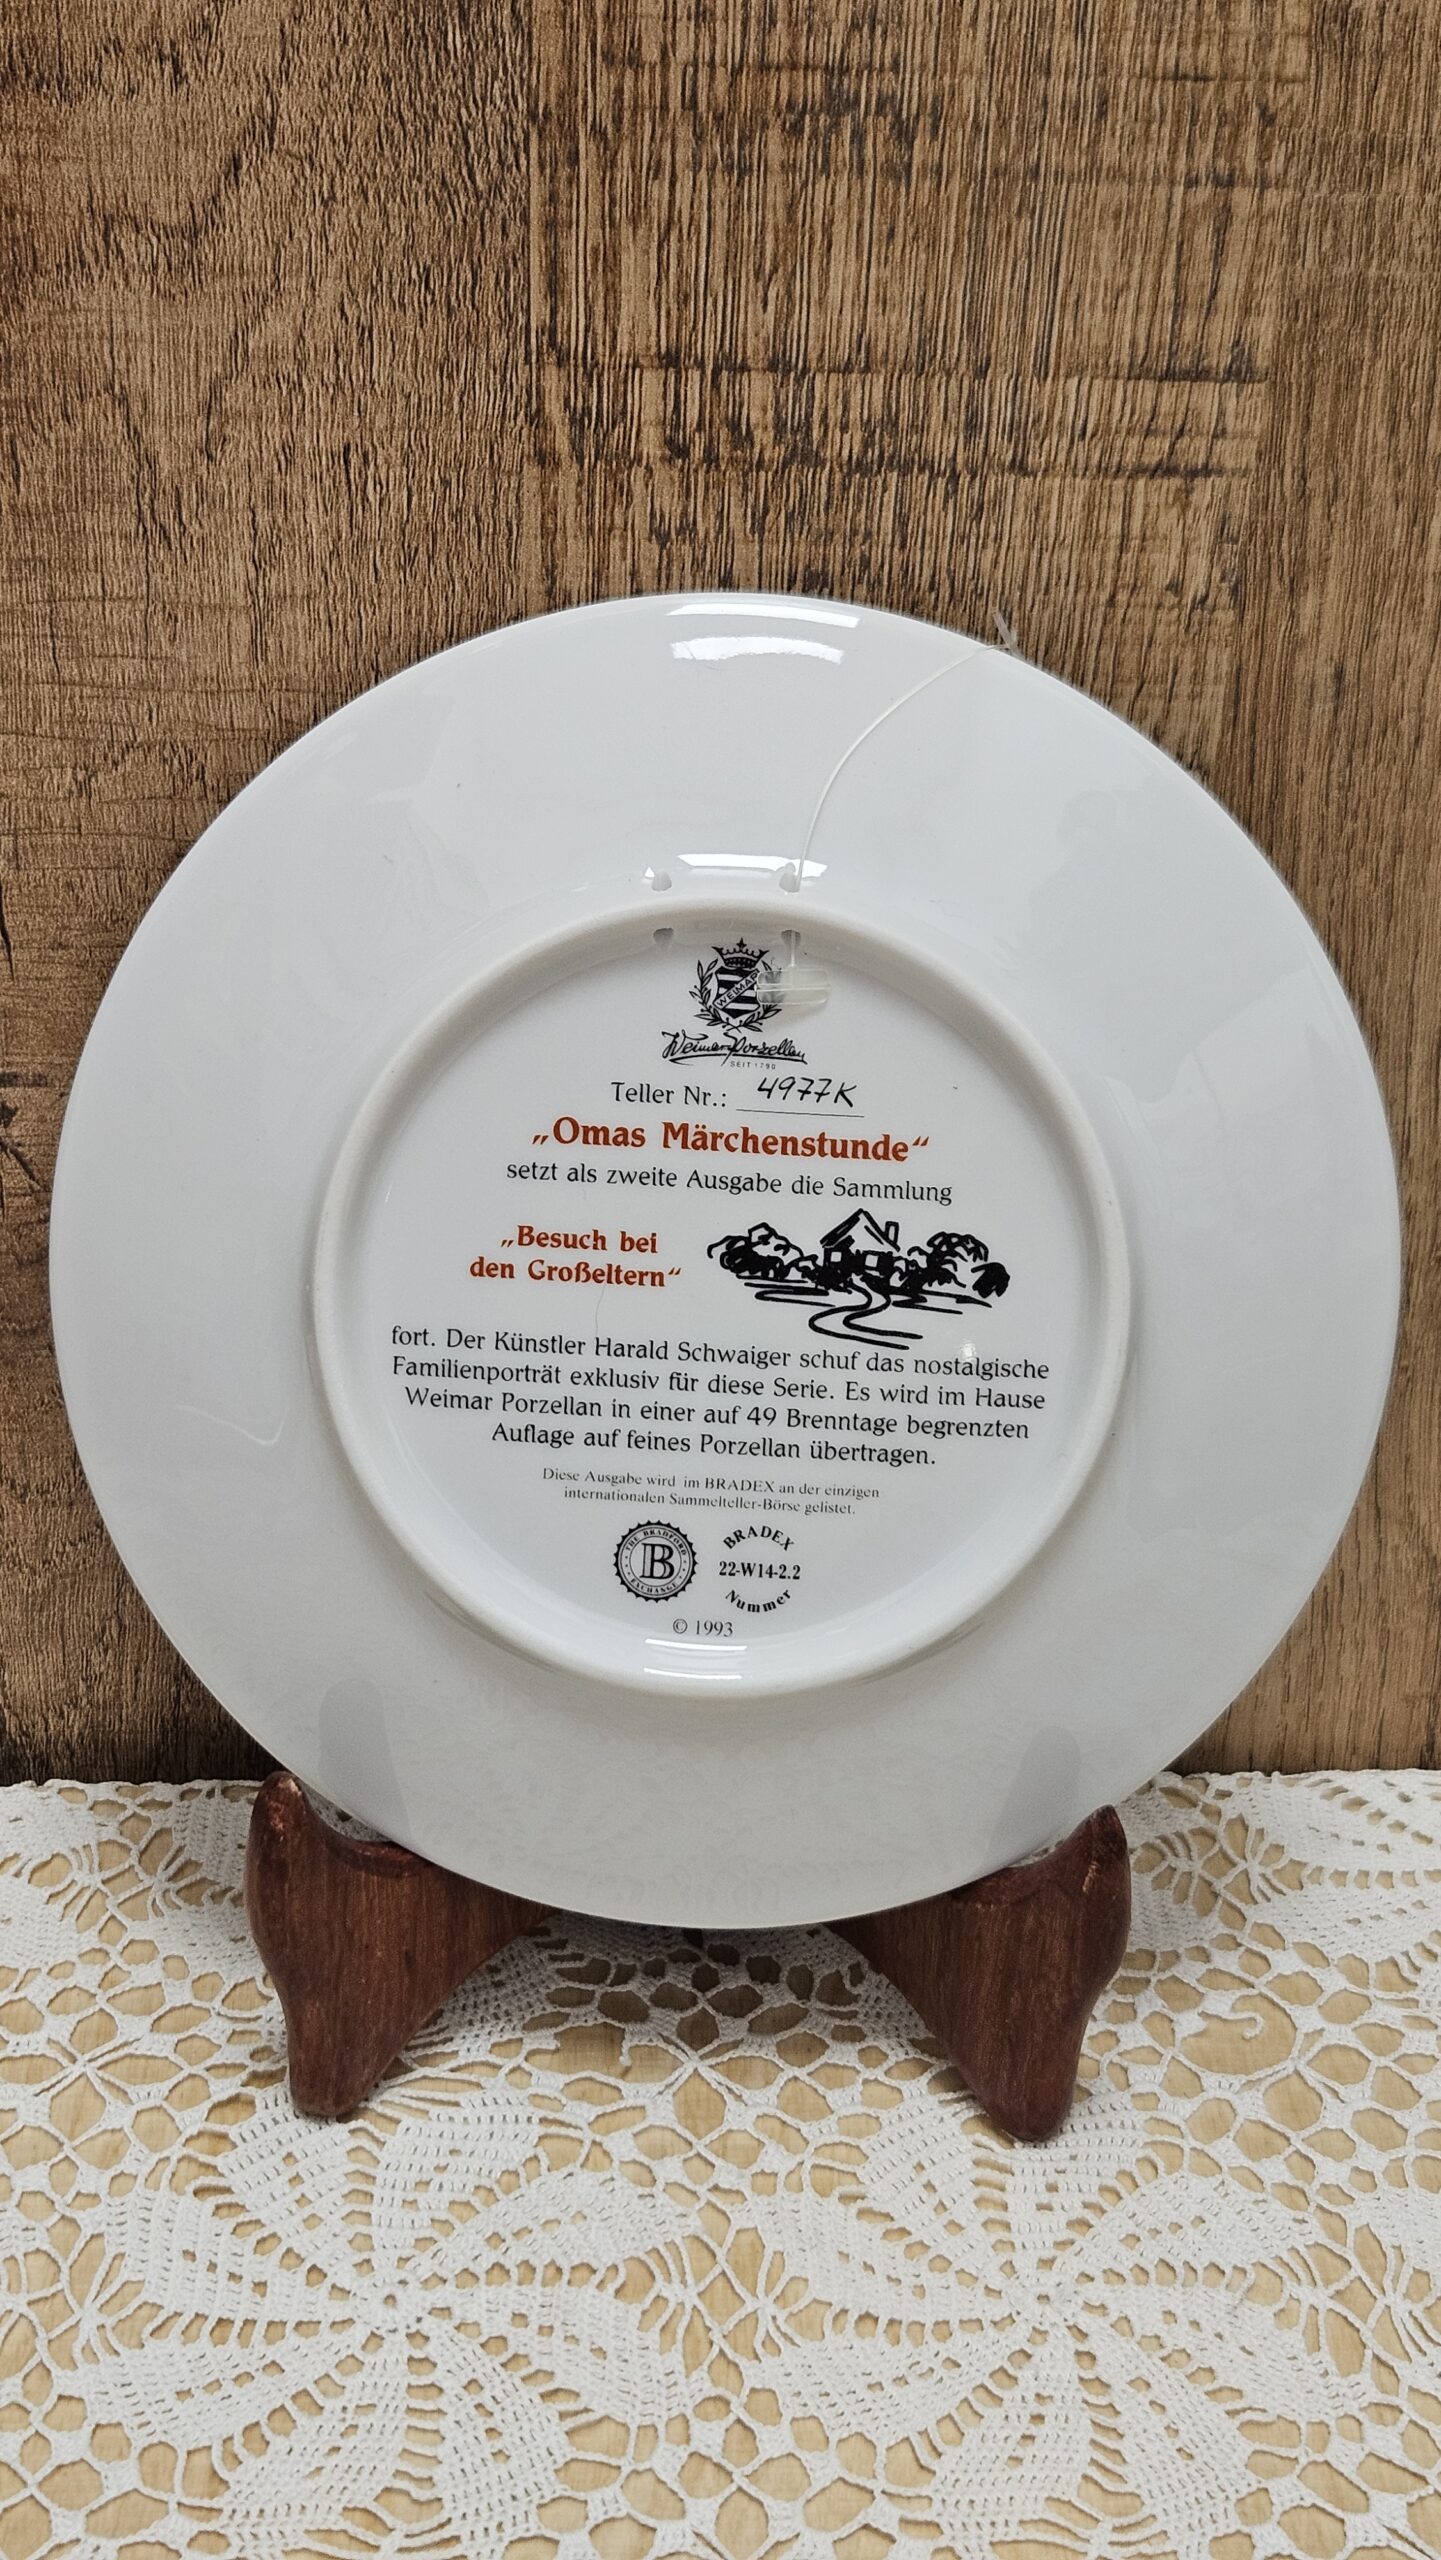 WEIMAR
Weimar Porzellan
SEIT 1790
Teller Nr.: 4977K
„Omas Märchenstunde“
setzt als zweite Ausgabe die Sammlung
„Besuch bei
den Großeltern“
fort. Der Künstler Harald Schwaiger schuf das nostalgische
Familienporträt exklusiv für diese Serie. Es wird im Hause
Weimar Porzellan in einer auf 49 Brenntage begrenzten
Auflage auf feines Porzellan übertragen.
Diese Ausgabe wird im BRADEX an der einzigen
internationalen Sammelteller-Börse gelistet.
THE BRADFORD
B
EXCHANGE
BRADEX
22-W14-2.2
Nummer
© 1993